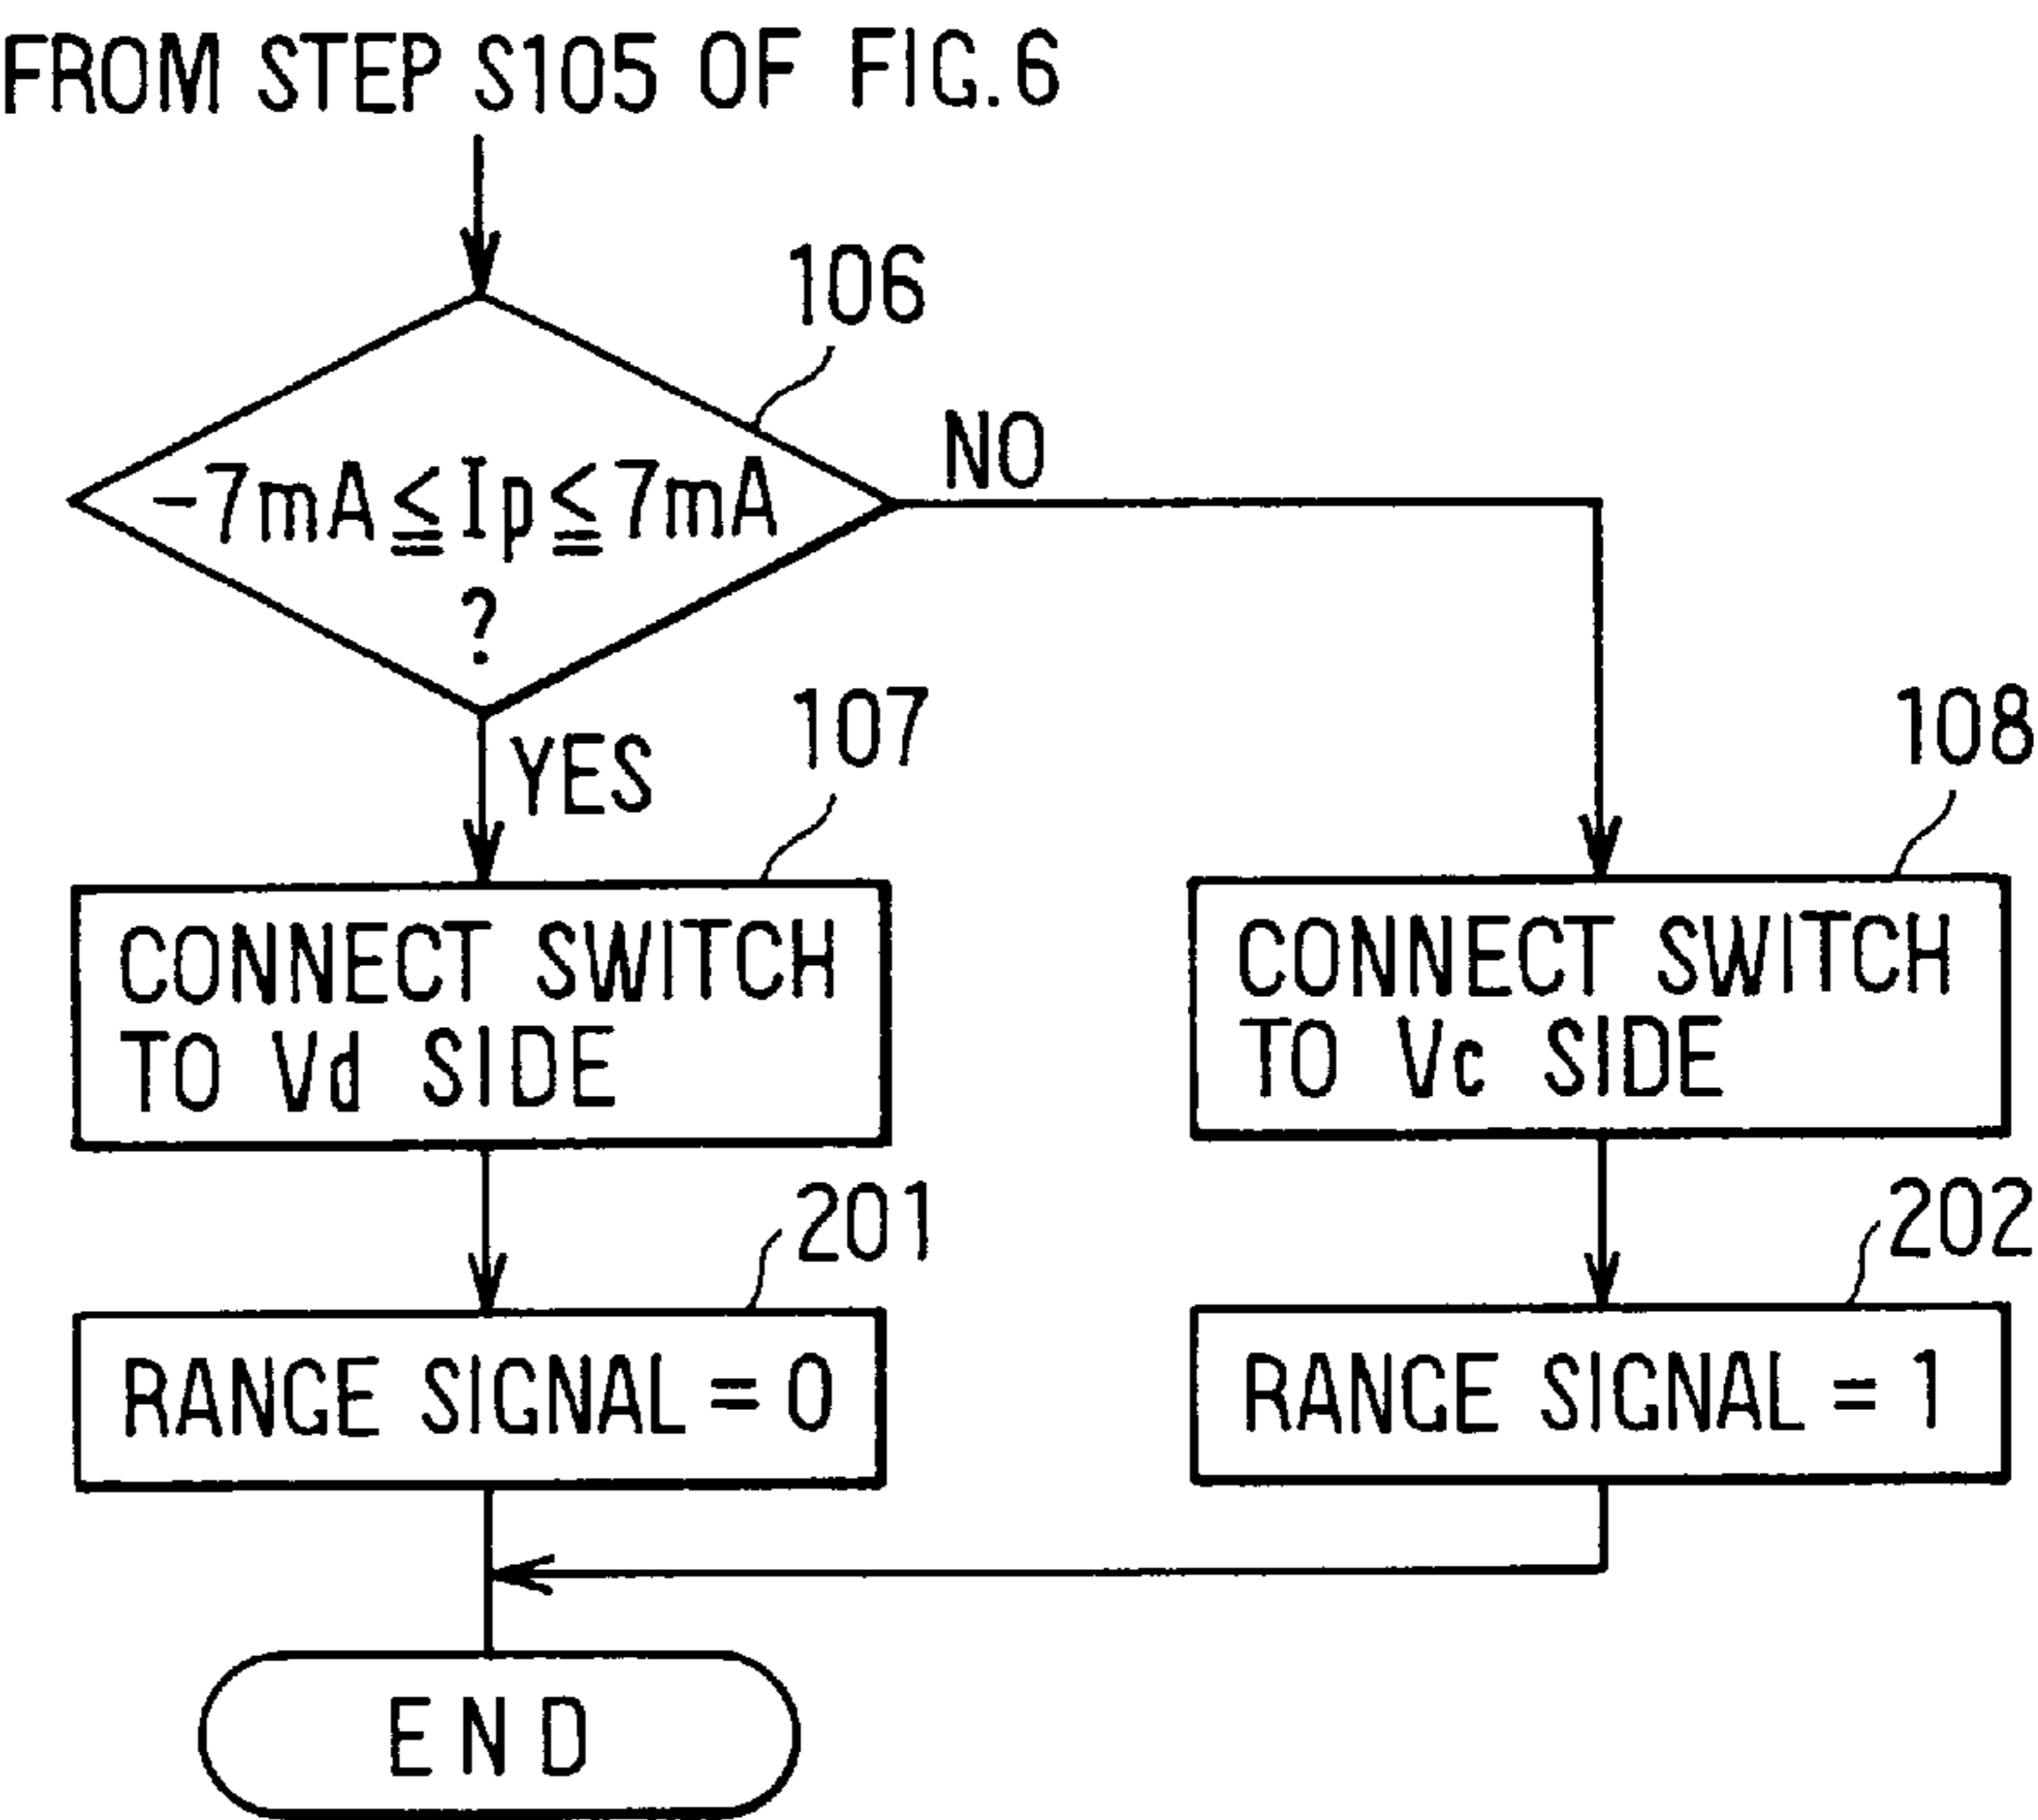 FROM STEP S105 OF FIG.6
106
-7mA≦Ip≦7mA
?
NO
YES
107
CONNECT SWITCH
TO Vd SIDE
108
CONNECT SWITCH
TO Vc SIDE
201
RANGE SIGNAL = 0
202
RANGE SIGNAL = 1
END